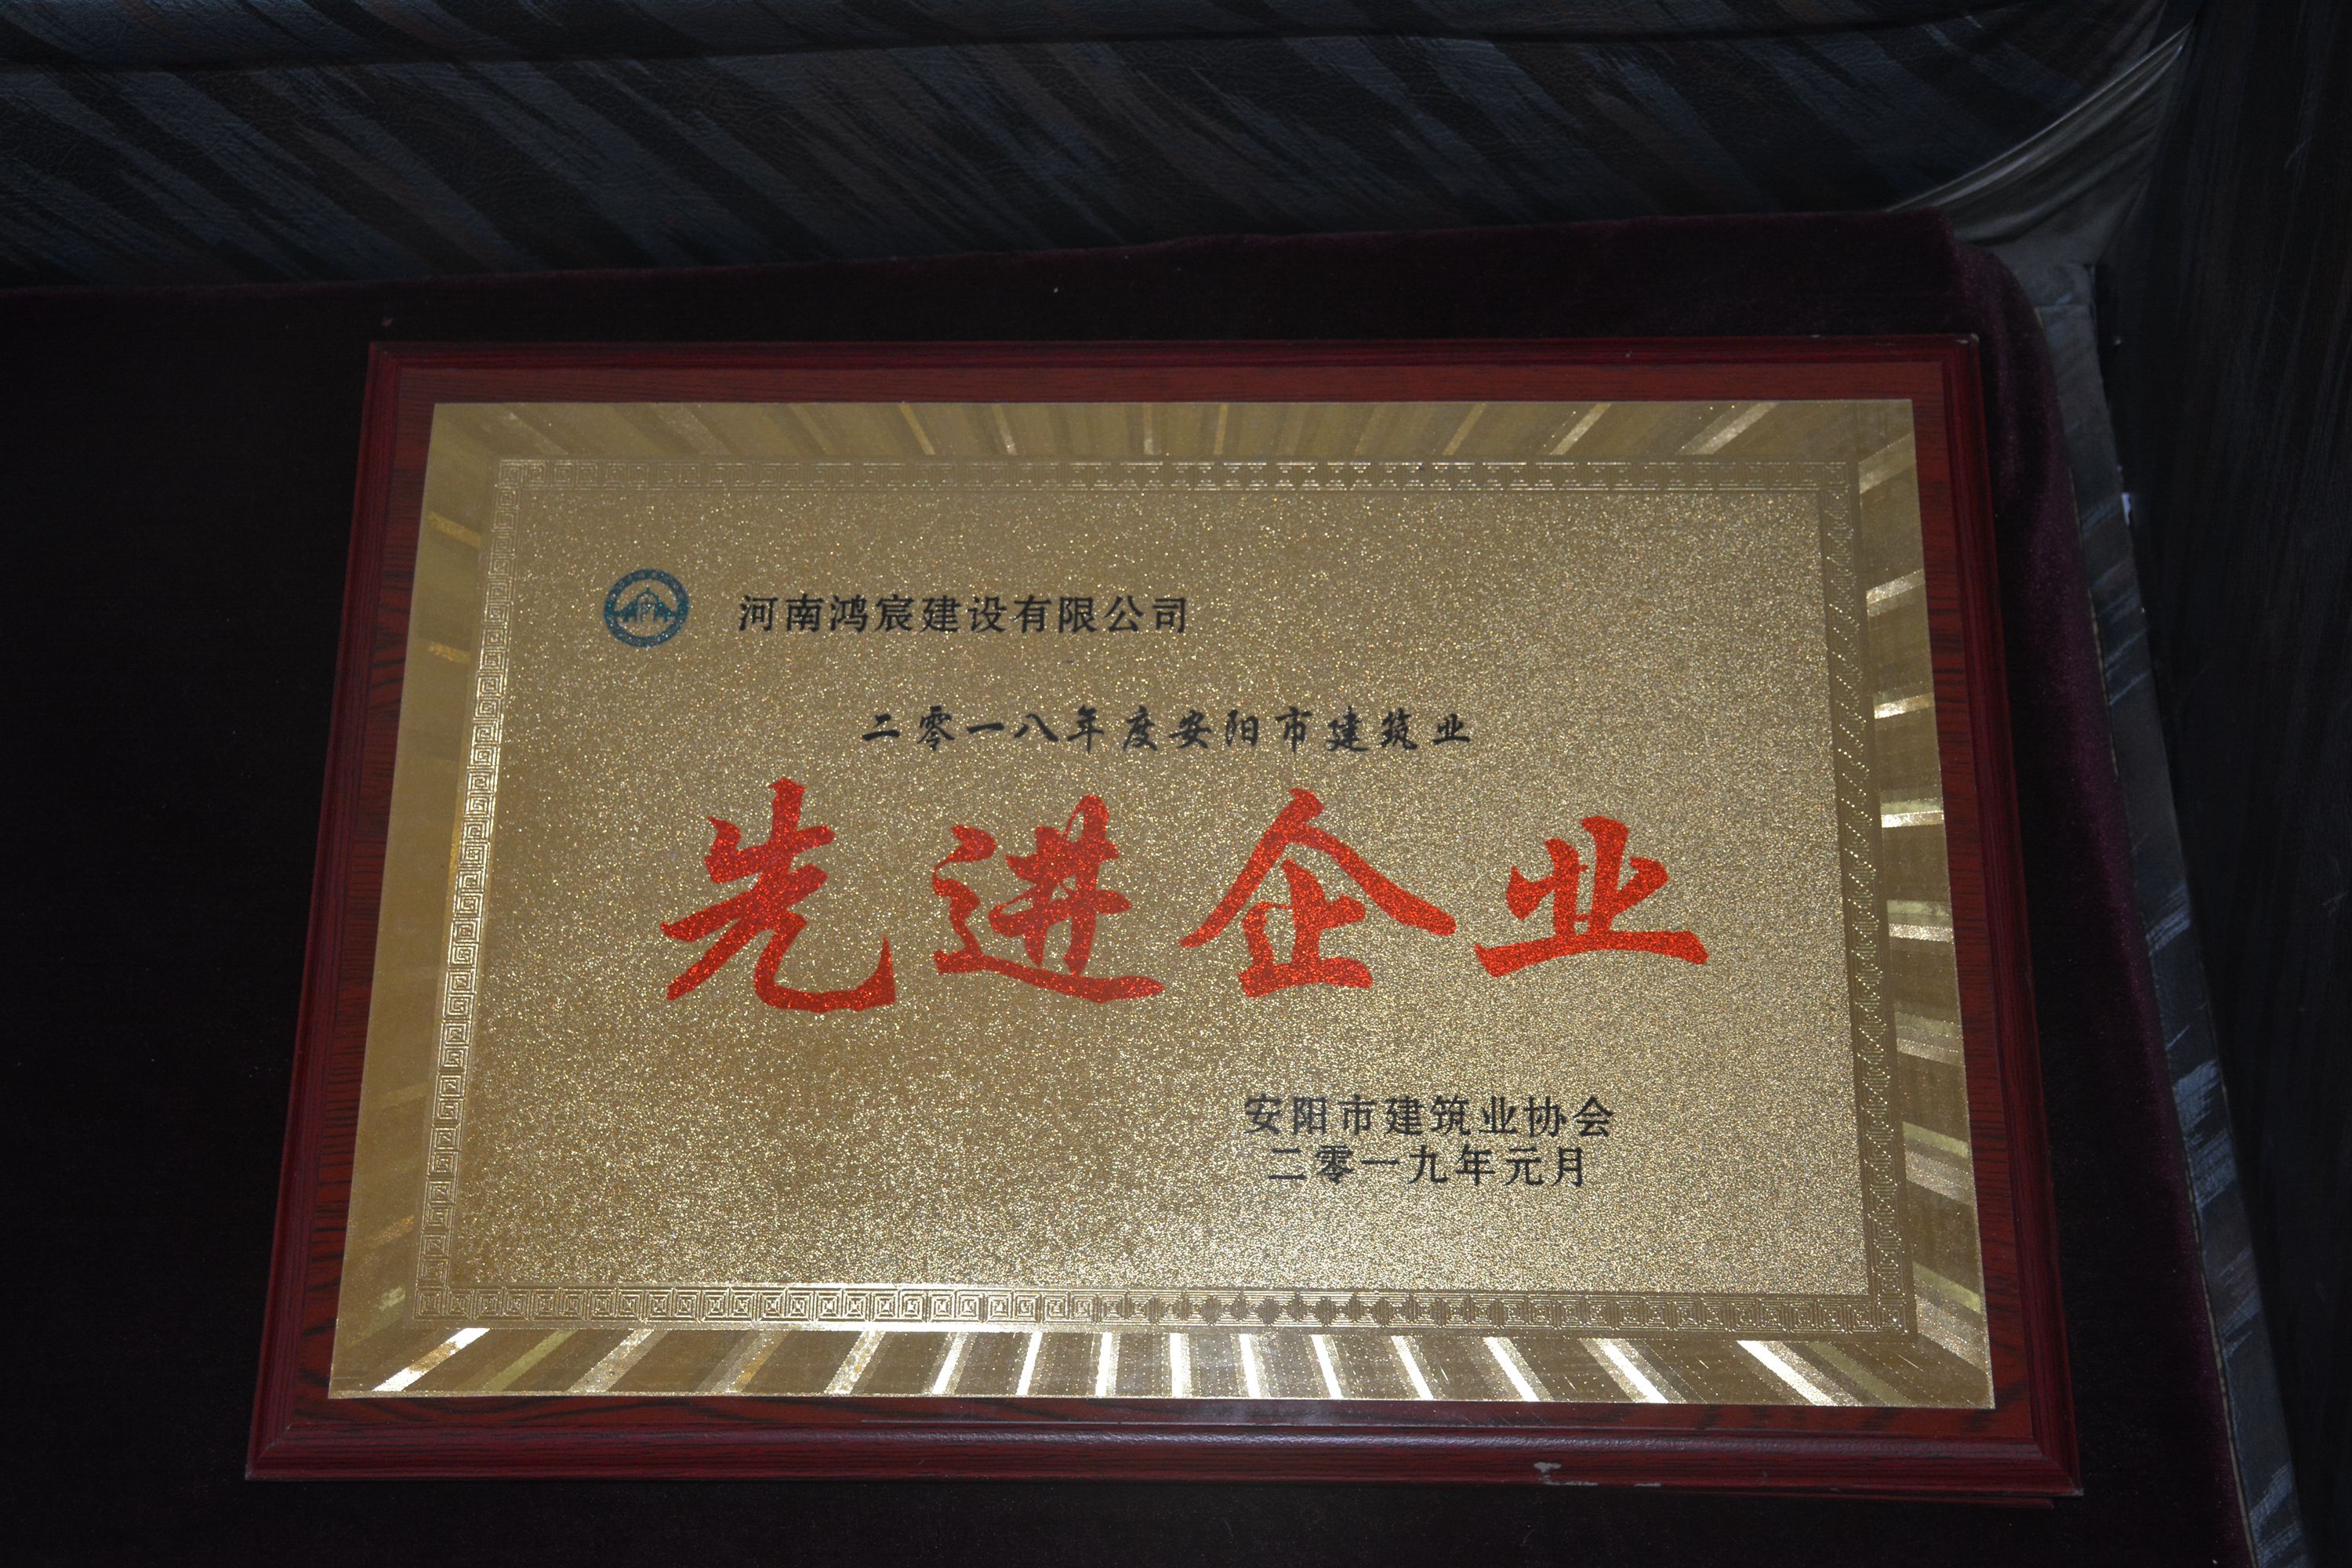 河南鸿宸建设有限公司
二零一八年度安阳市建筑业
先进企业
安阳市建筑业协会
二零一九年元月